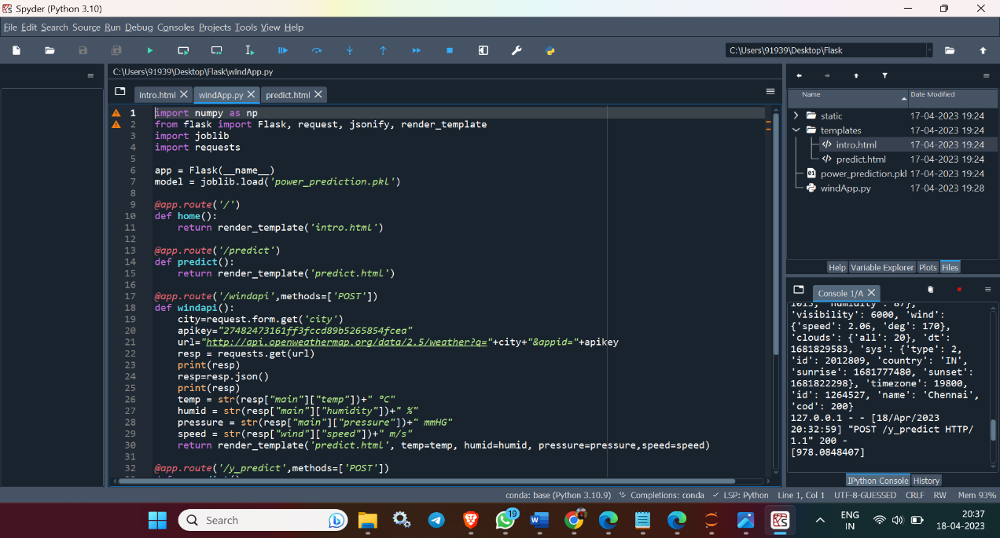 Spyder (Python 3.10)
File Edit Search Source Run Debug Consoles Projects Tools View Help
C:\Users\91939\Desktop\Flask
C:\Users\91939\Desktop\Flask\windApp.py
intro.html windApp.py predict.html
1 import numpy as np
2 from flask import Flask, request, jsonify, render_template
3 import joblib
4 import requests
5
6 app = Flask(__name__)
7 model = joblib.load('power_prediction.pkl')
8
9 @app.route('/')
10 def home():
11 return render_template('intro.html')
12
13 @app.route('/predict')
14 def predict():
15 return render_template('predict.html')
16
17 @app.route('/windapi',methods=['POST'])
18 def windapi():
19 city=request.form.get('city')
20 apikey="27482473161ff3fccd89b5265854fcea"
21 url="http://api.openweathermap.org/data/2.5/weather?q="+city+"&appid="+apikey
22 resp = requests.get(url)
23 print(resp)
24 resp=resp.json()
25 print(resp)
26 temp = str(resp["main"]["temp"])+" °C"
27 humid = str(resp["main"]["humidity"])+" %"
28 pressure = str(resp["main"]["pressure"])+" mmHG"
29 speed = str(resp["wind"]["speed"])+" m/s"
30 return render_template('predict.html', temp=temp, humid=humid, pressure=pressure,speed=speed)
31
32 @app.route('/y_predict',methods=['POST'])
Name Date Modified
static 17-04-2023 19:24
templates 17-04-2023 19:24
intro.html 17-04-2023 19:24
predict.html 17-04-2023 19:24
power_prediction.pkl 17-04-2023 19:24
windApp.py 17-04-2023 19:28
Help Variable Explorer Plots Files
Console 1/A
1013, 'humidity': 87},
'visibility': 6000, 'wind':
{'speed': 2.06, 'deg': 170},
'clouds': {'all': 20}, 'dt':
1681829583, 'sys': {'type': 2,
'id': 2012809, 'country': 'IN',
'sunrise': 1681777480, 'sunset':
1681822298}, 'timezone': 19800,
'id': 1264527, 'name': 'Chennai',
'cod': 200}
127.0.0.1 - - [18/Apr/2023
20:32:59] "POST /y_predict HTTP/
1.1" 200 -
[978.0848407]
IPython Console History
conda: base (Python 3.10.9) Completions: conda LSP: Python Line 1, Col 1 UTF-8-GUESSED CRLF RW Mem 93%
Search
19
ENG
IN
20:37
18-04-2023